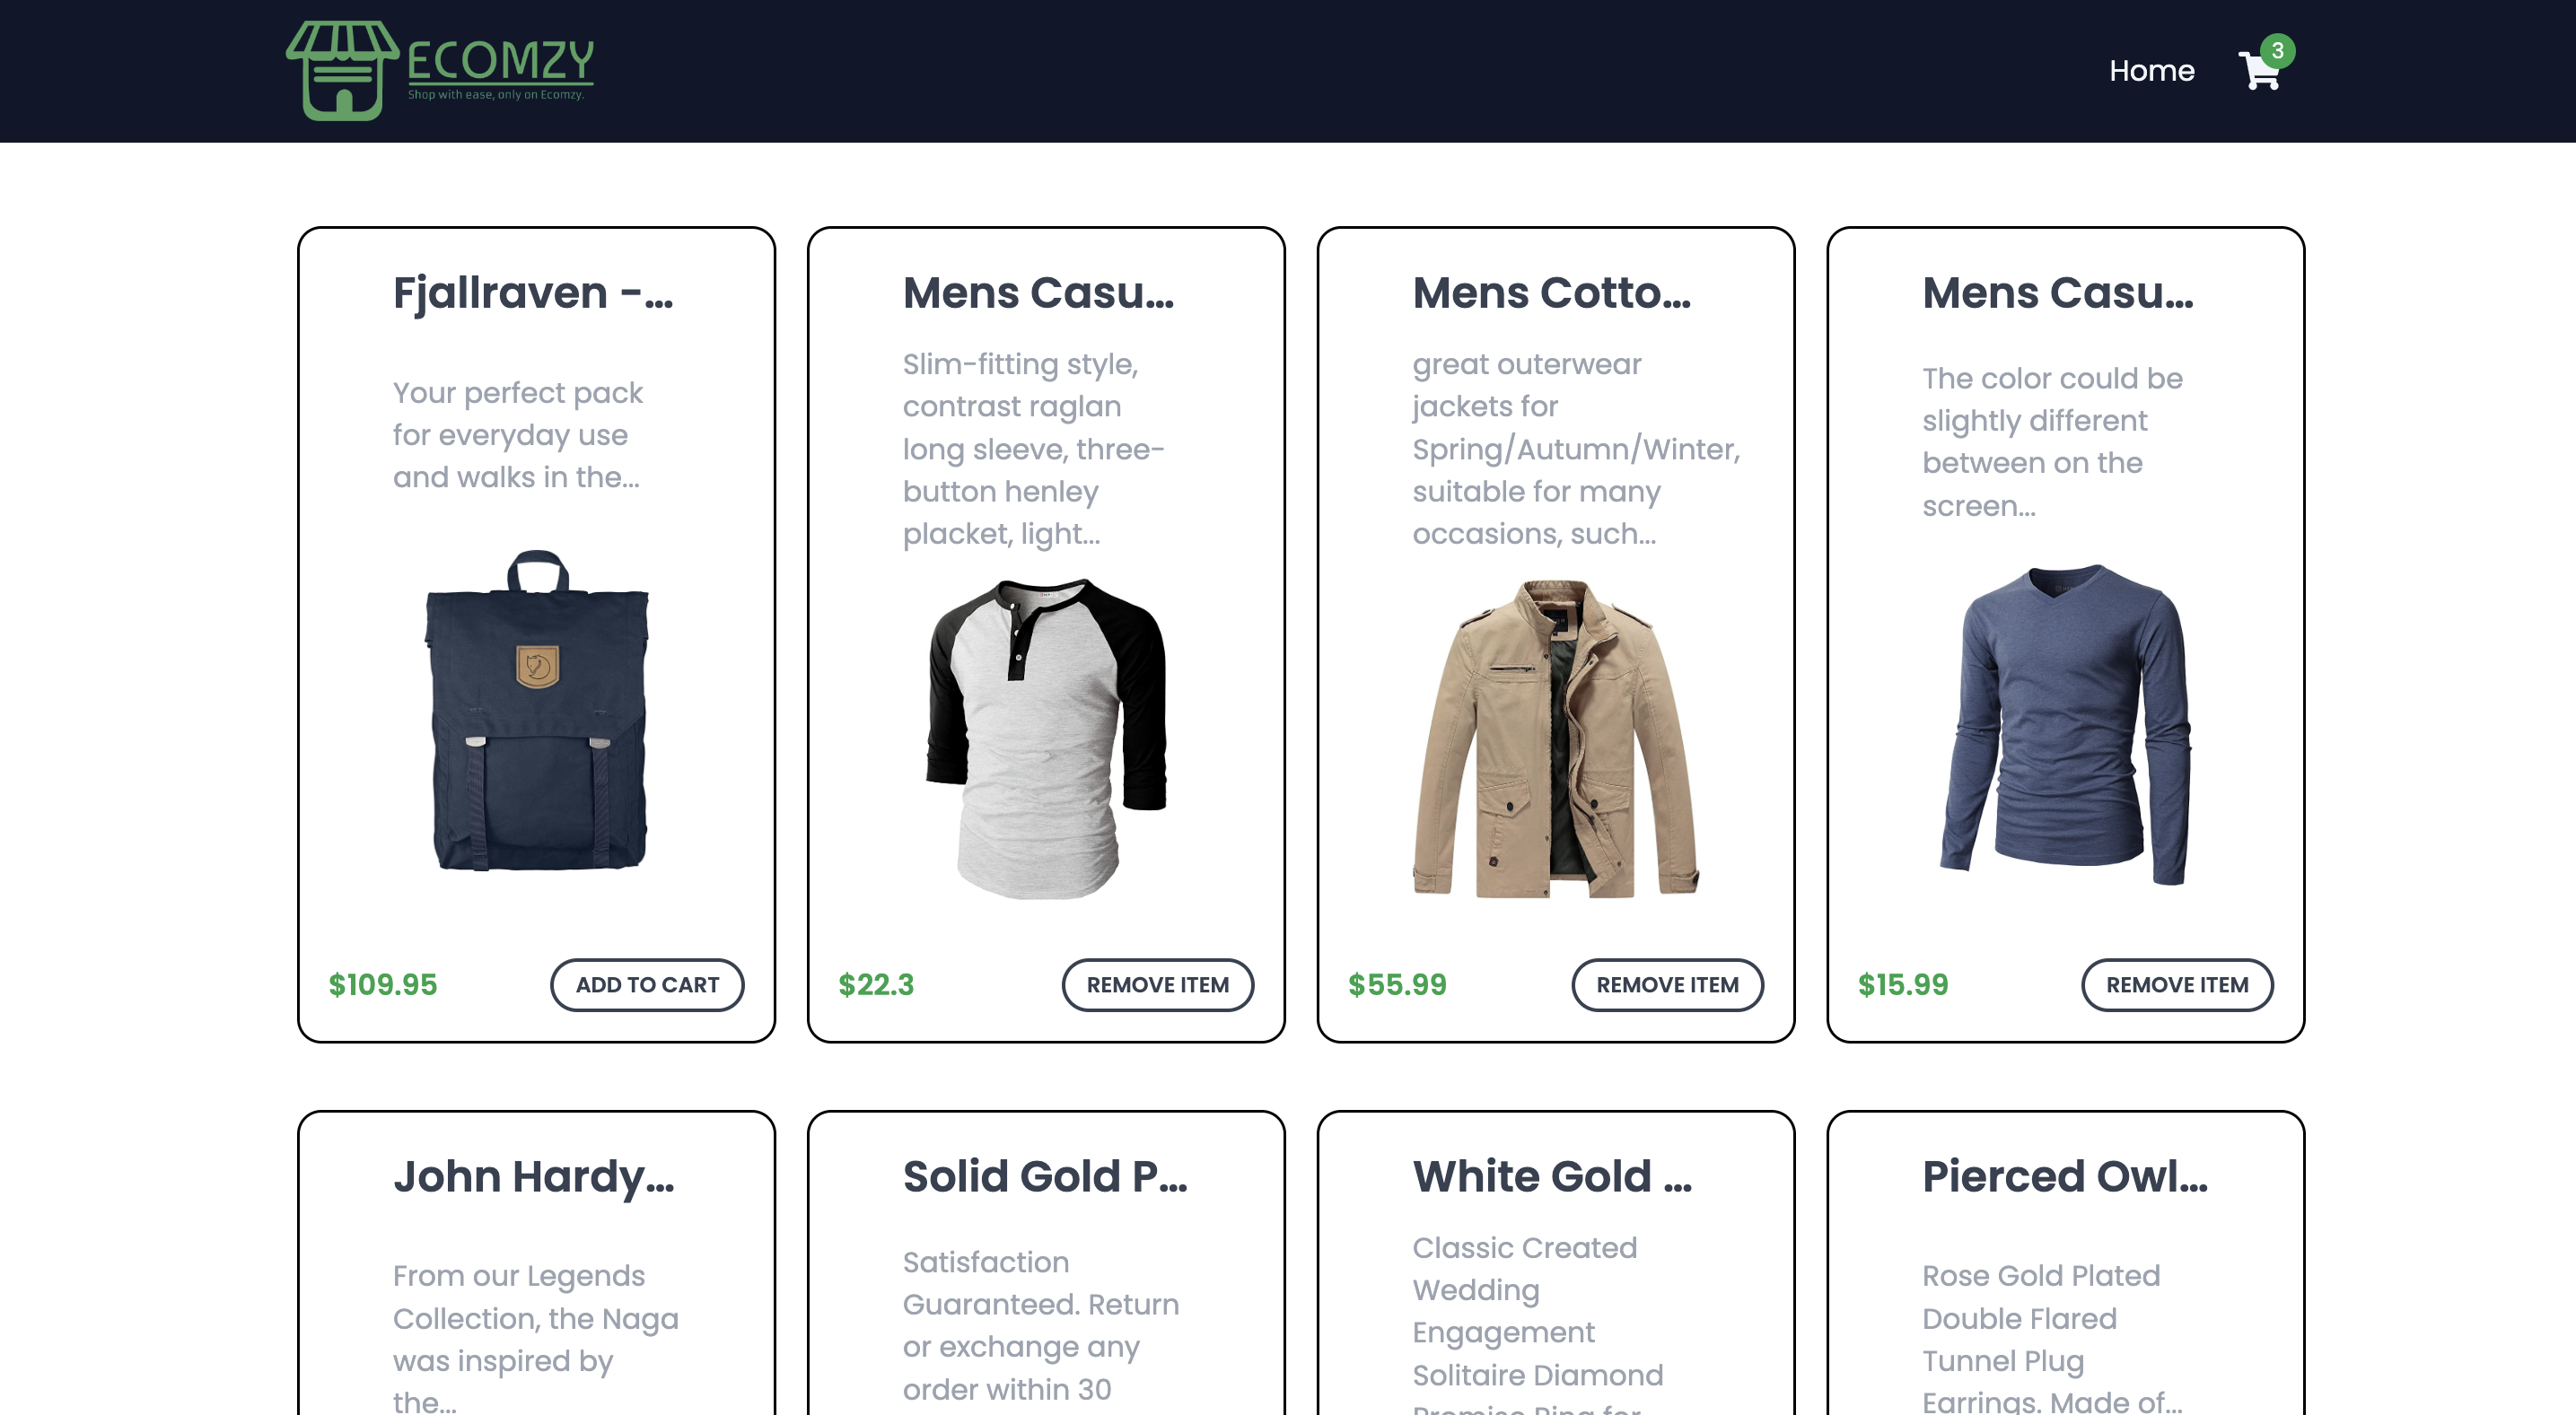 ECOMZY
Shop with ease, only on Ecomzy.
Home
3
Fjallraven -...
Your perfect pack
for everyday use
and walks in the...
$109.95
ADD TO CART
Mens Casu...
Slim-fitting style,
contrast raglan
long sleeve, three-
button henley
placket, light...
$22.3
REMOVE ITEM
Mens Cotto...
great outerwear
jackets for
Spring/Autumn/Winter,
suitable for many
occasions, such...
$55.99
REMOVE ITEM
Mens Casu...
The color could be
slightly different
between on the
screen...
$15.99
REMOVE ITEM
John Hardy...
From our Legends
Collection, the Naga
was inspired by
the...
Solid Gold P...
Satisfaction
Guaranteed. Return
or exchange any
order within 30
White Gold ...
Classic Created
Wedding
Engagement
Solitaire Diamond
Promise Ring for
Pierced Owl...
Rose Gold Plated
Double Flared
Tunnel Plug
Earrings. Made of...